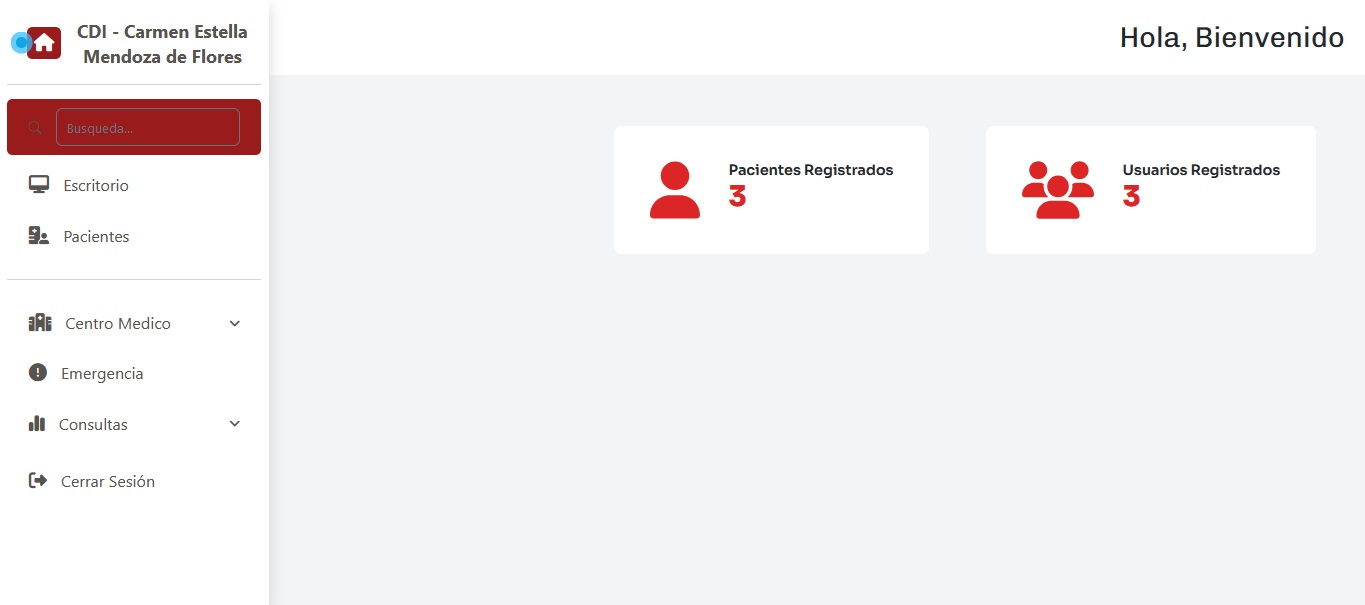 CDI - Carmen Estella
Mendoza de Flores
Hola, Bienvenido
Busqueda...
Escritorio
Pacientes
Centro Medico
Emergencia
Consultas
Cerrar Sesión
Pacientes Registrados
3
Usuarios Registrados
3